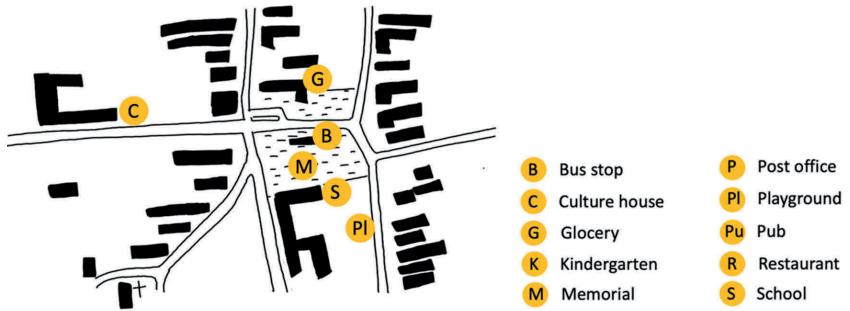 G
C
B
M
S
Pl
B Bus stop
C Culture house
G Glocery
K Kindergarten
M Memorial
P Post office
Pl Playground
Pu Pub
R Restaurant
S School